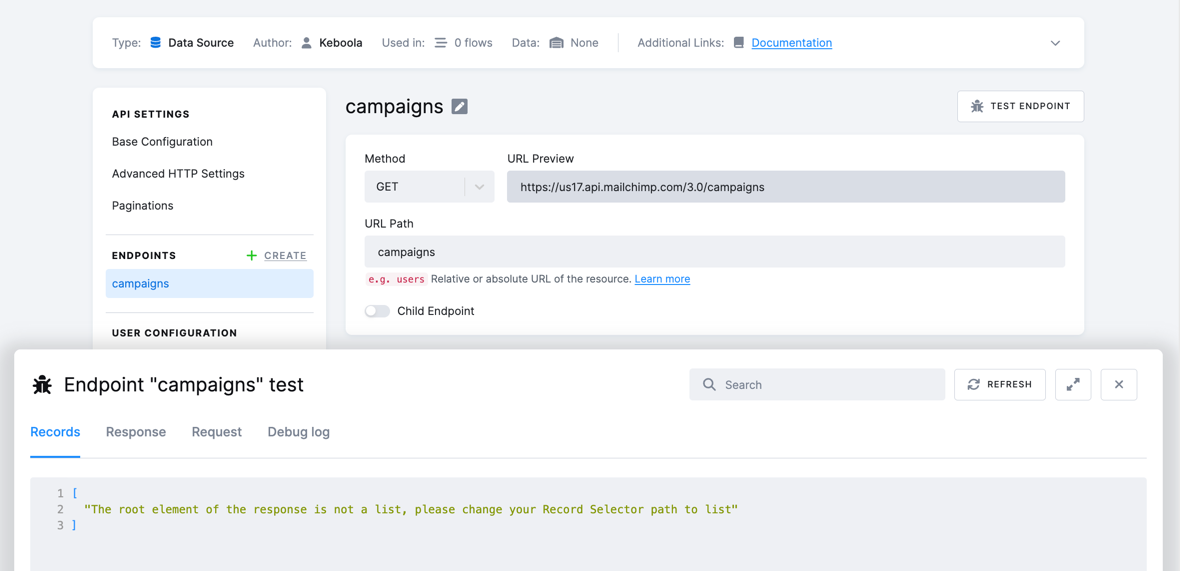 Type: Data Source Author: Keboola Used in: 0 flows Data: None Additional Links: Documentation
API SETTINGS
Base Configuration
Advanced HTTP Settings
Paginations
ENDPOINTS CREATE
campaigns
USER CONFIGURATION
campaigns
TEST ENDPOINT
Method URL Preview
GET https://us17.api.mailchimp.com/3.0/campaigns
URL Path
campaigns
e.g. users Relative or absolute URL of the resource. Learn more
Child Endpoint
Endpoint "campaigns" test
Search REFRESH
Records Response Request Debug log
1 [
2 "The root element of the response is not a list, please change your Record Selector path to list"
3 ]